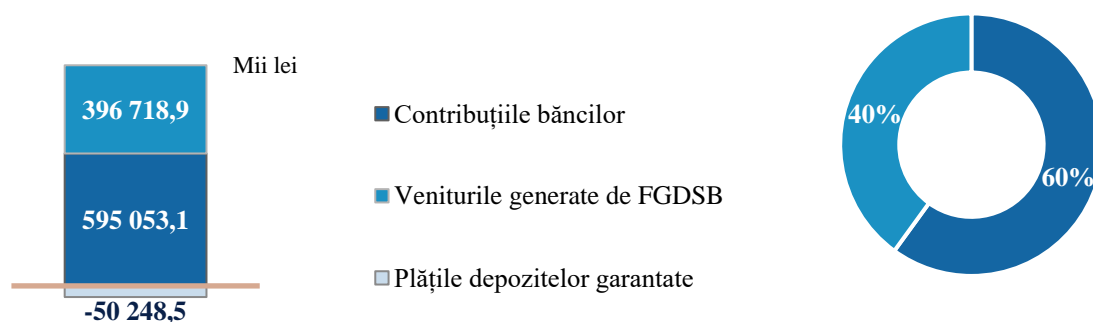 Mii lei
396 718,9
595 053,1
-50 248,5
Contribuțiile băncilor
Veniturile generate de FGDSB
Plățile depozitelor garantate
40%
60%